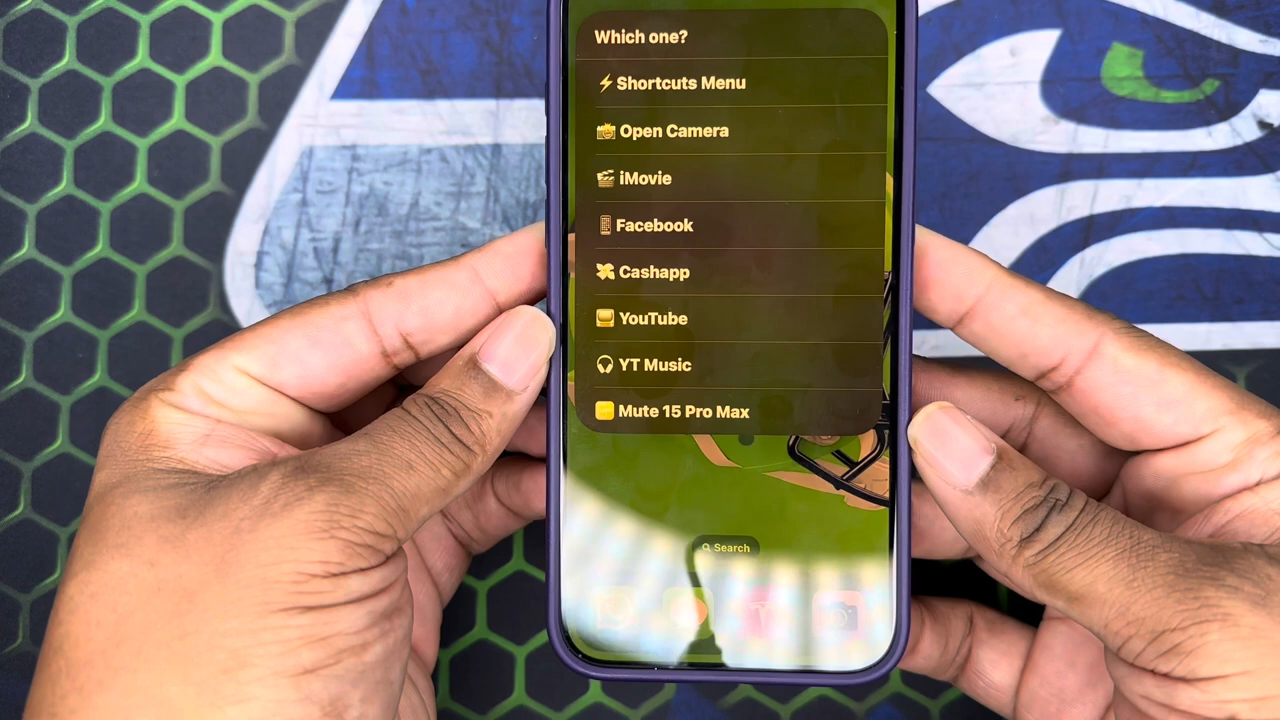 Which one?
⚡Shortcuts Menu
📸 Open Camera
🎬 iMovie
📱Facebook
💸 Cashapp
📺 YouTube
🎧 YT Music
🟨 Mute 15 Pro Max
Search